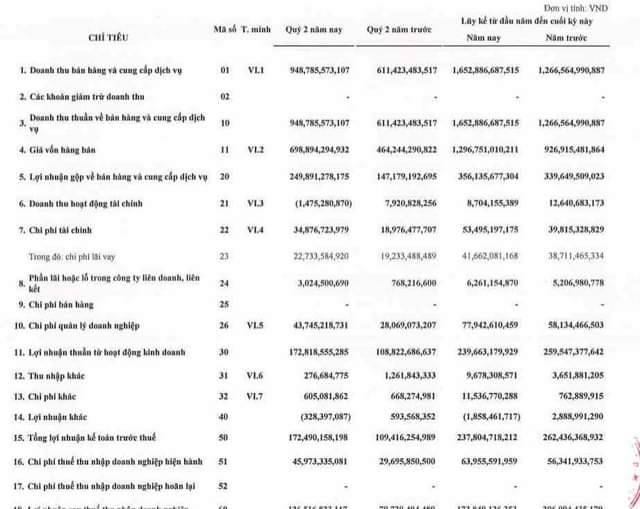 Đơn vị tính: VND
CHỈ TIÊU Mã số T. minh Quý 2 năm nay Quý 2 năm trước Lũy kế từ đầu năm đến cuối kỳ này
Năm nay Năm trước
1. Doanh thu bán hàng và cung cấp dịch vụ 01 VI.1 948,785,573,107 611,423,483,517 1,652,886,687,515 1,266,564,990,887
2. Các khoản giảm trừ doanh thu 02 - - - -
3. Doanh thu thuần về bán hàng và cung cấp dịch vụ 10 948,785,573,107 611,423,483,517 1,652,886,687,515 1,266,564,990,887
4. Giá vốn hàng bán 11 VI.2 698,894,294,932 464,244,290,822 1,296,751,010,211 926,915,481,864
5. Lợi nhuận gộp về bán hàng và cung cấp dịch vụ 20 249,891,278,175 147,179,192,695 356,135,677,304 339,649,509,023
6. Doanh thu hoạt động tài chính 21 VI.3 (1,475,280,870) 7,920,828,256 8,704,155,389 12,640,683,173
7. Chi phí tài chính 22 VI.4 34,876,723,979 18,976,477,707 53,495,197,175 39,815,328,829
Trong đó: chi phí lãi vay 23 22,733,584,920 19,233,488,489 41,662,081,168 38,711,465,334
8. Phần lãi hoặc lỗ trong công ty liên doanh, liên kết 24 3,024,500,690 768,216,600 6,261,154,870 5,206,980,778
9. Chi phí bán hàng 25 - - - -
10. Chi phí quản lý doanh nghiệp 26 VI.5 43,745,218,731 28,069,073,207 77,942,610,459 58,134,466,503
11. Lợi nhuận thuần từ hoạt động kinh doanh 30 172,818,555,285 108,822,686,637 239,663,179,929 259,547,377,642
12. Thu nhập khác 31 VI.6 276,684,775 1,261,843,333 9,678,308,571 3,651,881,205
13. Chi phí khác 32 VI.7 605,081,862 668,274,981 11,536,770,288 762,889,915
14. Lợi nhuận khác 40 (328,397,087) 593,568,352 (1,858,461,717) 2,888,991,290
15. Tổng lợi nhuận kế toán trước thuế 50 172,490,158,198 109,416,254,989 237,804,718,212 262,436,368,932
16. Chi phí thuế thu nhập doanh nghiệp hiện hành 51 45,973,335,081 29,695,850,500 63,955,591,959 56,341,933,753
17. Chi phí thuế thu nhập doanh nghiệp hoãn lại 52 - - - -